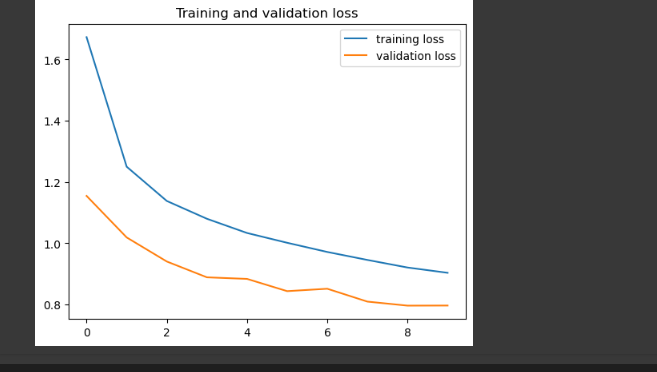 Training and validation loss
training loss
validation loss
1.6
1.4
1.2
1.0
0.8
0 2 4 6 8